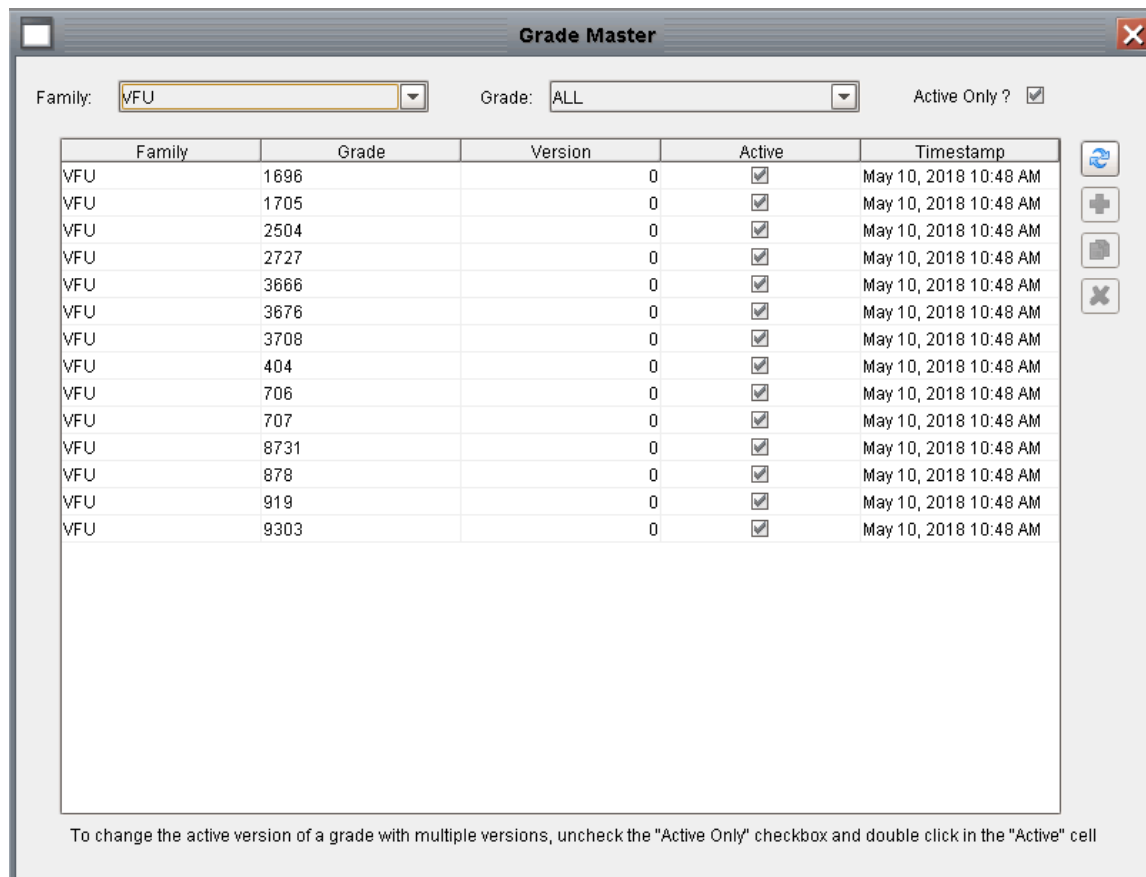 Grade Master
Family: VFU Grade: ALL Active Only ?
Family Grade Version Active Timestamp
VFU 1696 0 May 10, 2018 10:48 AM
VFU 1705 0 May 10, 2018 10:48 AM
VFU 2504 0 May 10, 2018 10:48 AM
VFU 2727 0 May 10, 2018 10:48 AM
VFU 3666 0 May 10, 2018 10:48 AM
VFU 3676 0 May 10, 2018 10:48 AM
VFU 3708 0 May 10, 2018 10:48 AM
VFU 404 0 May 10, 2018 10:48 AM
VFU 706 0 May 10, 2018 10:48 AM
VFU 707 0 May 10, 2018 10:48 AM
VFU 8731 0 May 10, 2018 10:48 AM
VFU 878 0 May 10, 2018 10:48 AM
VFU 919 0 May 10, 2018 10:48 AM
VFU 9303 0 May 10, 2018 10:48 AM
To change the active version of a grade with multiple versions, uncheck the "Active Only" checkbox and double click in the "Active" cell